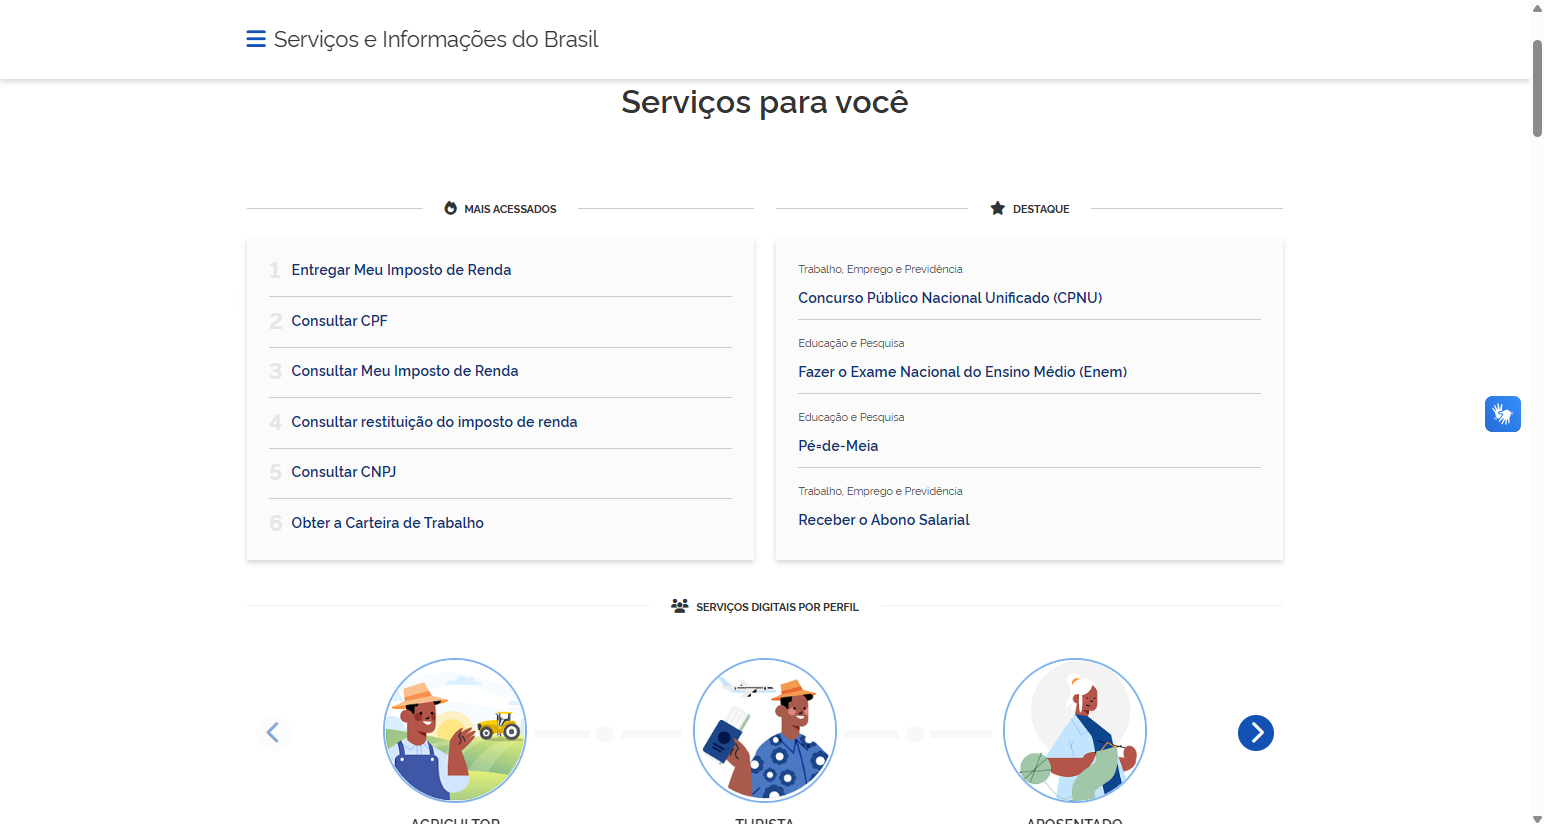 Serviços e Informações do Brasil
Serviços para você
MAIS ACESSADOS
1 Entregar Meu Imposto de Renda
2 Consultar CPF
3 Consultar Meu Imposto de Renda
4 Consultar restituição do imposto de renda
5 Consultar CNPJ
6 Obter a Carteira de Trabalho
DESTAQUE
Trabalho, Emprego e Previdência
Concurso Público Nacional Unificado (CPNU)
Educação e Pesquisa
Fazer o Exame Nacional do Ensino Médio (Enem)
Educação e Pesquisa
Pé=de-Meia
Trabalho, Emprego e Previdência
Receber o Abono Salarial
SERVIÇOS DIGITAIS POR PERFIL
AGRICULTOR
TURISTA
APOSENTADO